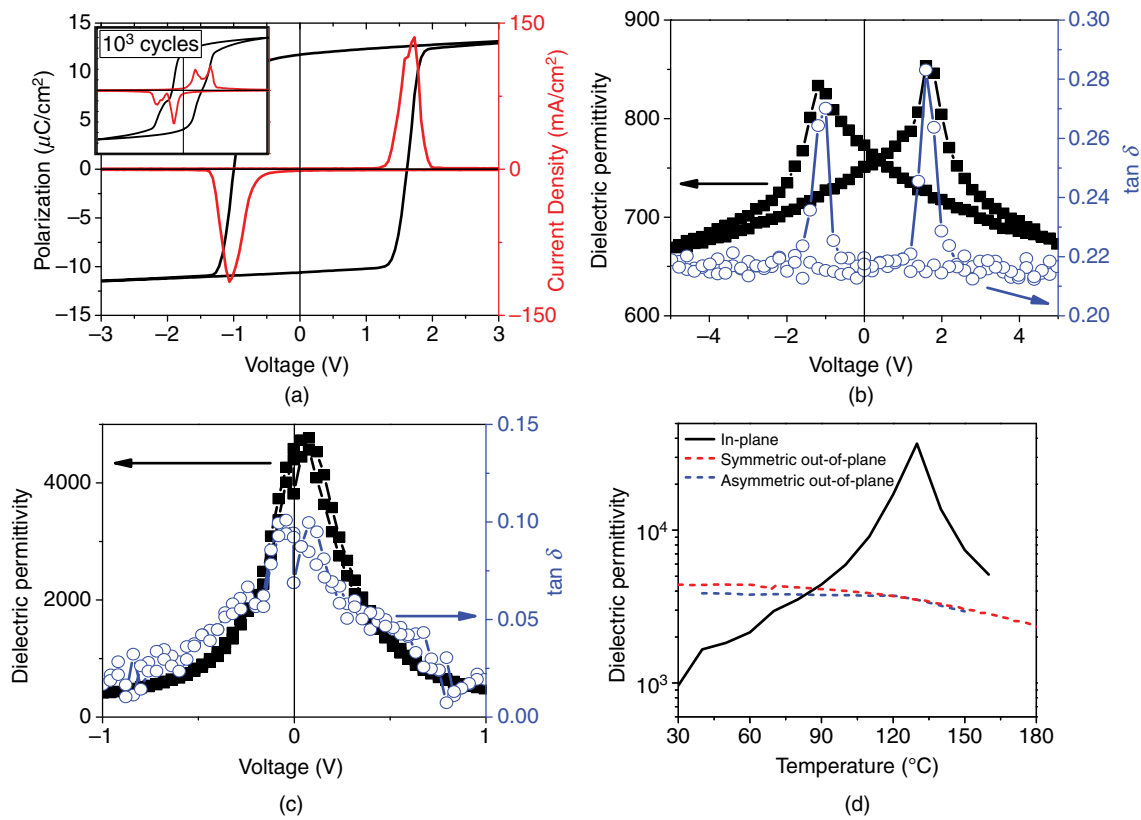 15
10
5
0
−5
−10
−15
Polarization (μC/cm²)
10³ cycles
150
0
−150
Current Density (mA/cm²)
−3 −2 −1 0 1 2 3
Voltage (V)
(a)
900
850
800
750
700
650
600
Dielectric permittivity
0.30
0.28
0.26
0.24
0.22
0.20
tan δ
−4 −2 0 2 4
Voltage (V)
(b)
4000
2000
0
Dielectric permittivity
0.15
0.10
0.05
0.00
tan δ
−1 0 1
Voltage (V)
(c)
In-plane
Symmetric out-of-plane
Asymmetric out-of-plane
10⁴
10³
Dielectric permittivity
30 60 90 120 150 180
Temperature (°C)
(d)